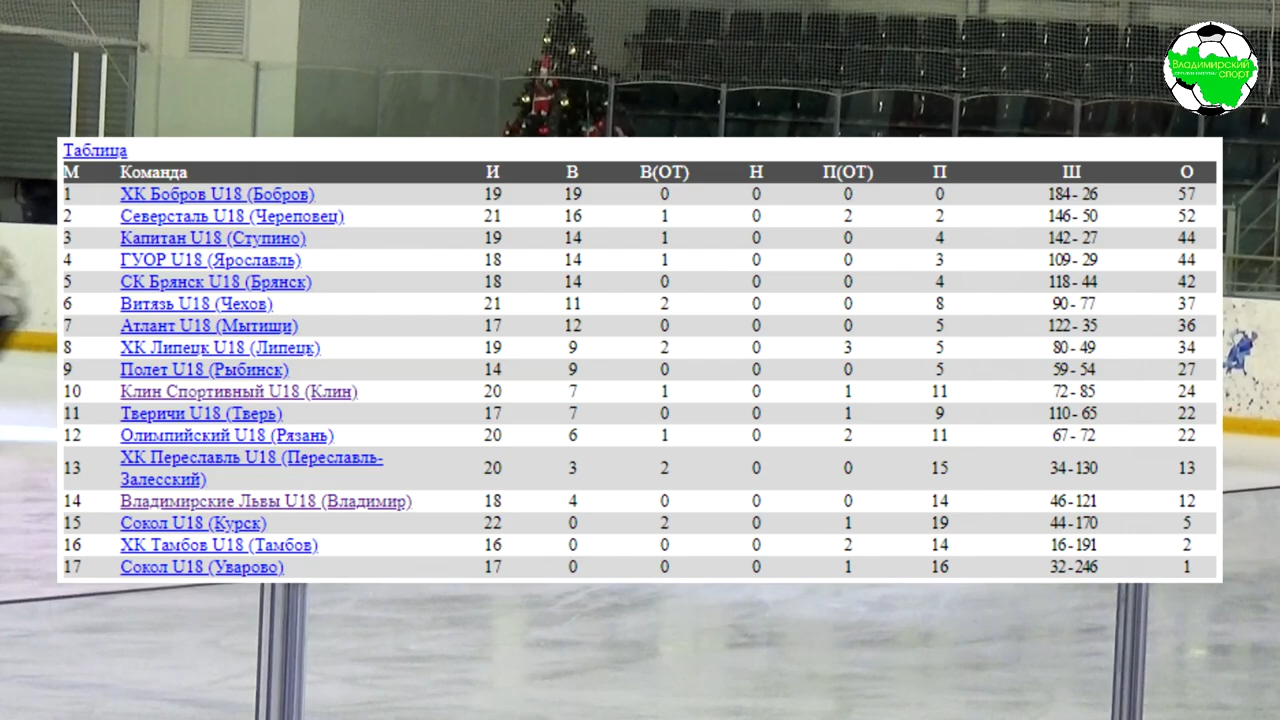 Владимирский
спорт
Таблица
М Команда И В В(ОТ) Н П(ОТ) П Ш О
1 ХК Бобров U18 (Бобров) 19 19 0 0 0 0 184 - 26 57
2 Северсталь U18 (Череповец) 21 16 1 0 2 2 146 - 50 52
3 Капитан U18 (Ступино) 19 14 1 0 0 4 142 - 27 44
4 ГУОР U18 (Ярославль) 18 14 1 0 0 3 109 - 29 44
5 СК Брянск U18 (Брянск) 18 14 0 0 0 4 118 - 44 42
6 Витязь U18 (Чехов) 21 11 2 0 0 8 90 - 77 37
7 Атлант U18 (Мытищи) 17 12 0 0 0 5 122 - 35 36
8 ХК Липецк U18 (Липецк) 19 9 2 0 3 5 80 - 49 34
9 Полет U18 (Рыбинск) 14 9 0 0 0 5 59 - 54 27
10 Клин Спортивный U18 (Клин) 20 7 1 0 1 11 72 - 85 24
11 Тверичи U18 (Тверь) 17 7 0 0 1 9 110 - 65 22
12 Олимпийский U18 (Рязань) 20 6 1 0 2 11 67 - 72 22
13 ХК Переславль U18 (Переславль-
Залесский) 20 3 2 0 0 15 34 - 130 13
14 Владимирские Львы U18 (Владимир) 18 4 0 0 0 14 46 - 121 12
15 Сокол U18 (Курск) 22 0 2 0 1 19 44 - 170 5
16 ХК Тамбов U18 (Тамбов) 16 0 0 0 2 14 16 - 191 2
17 Сокол U18 (Уварово) 17 0 0 0 1 16 32 - 246 1